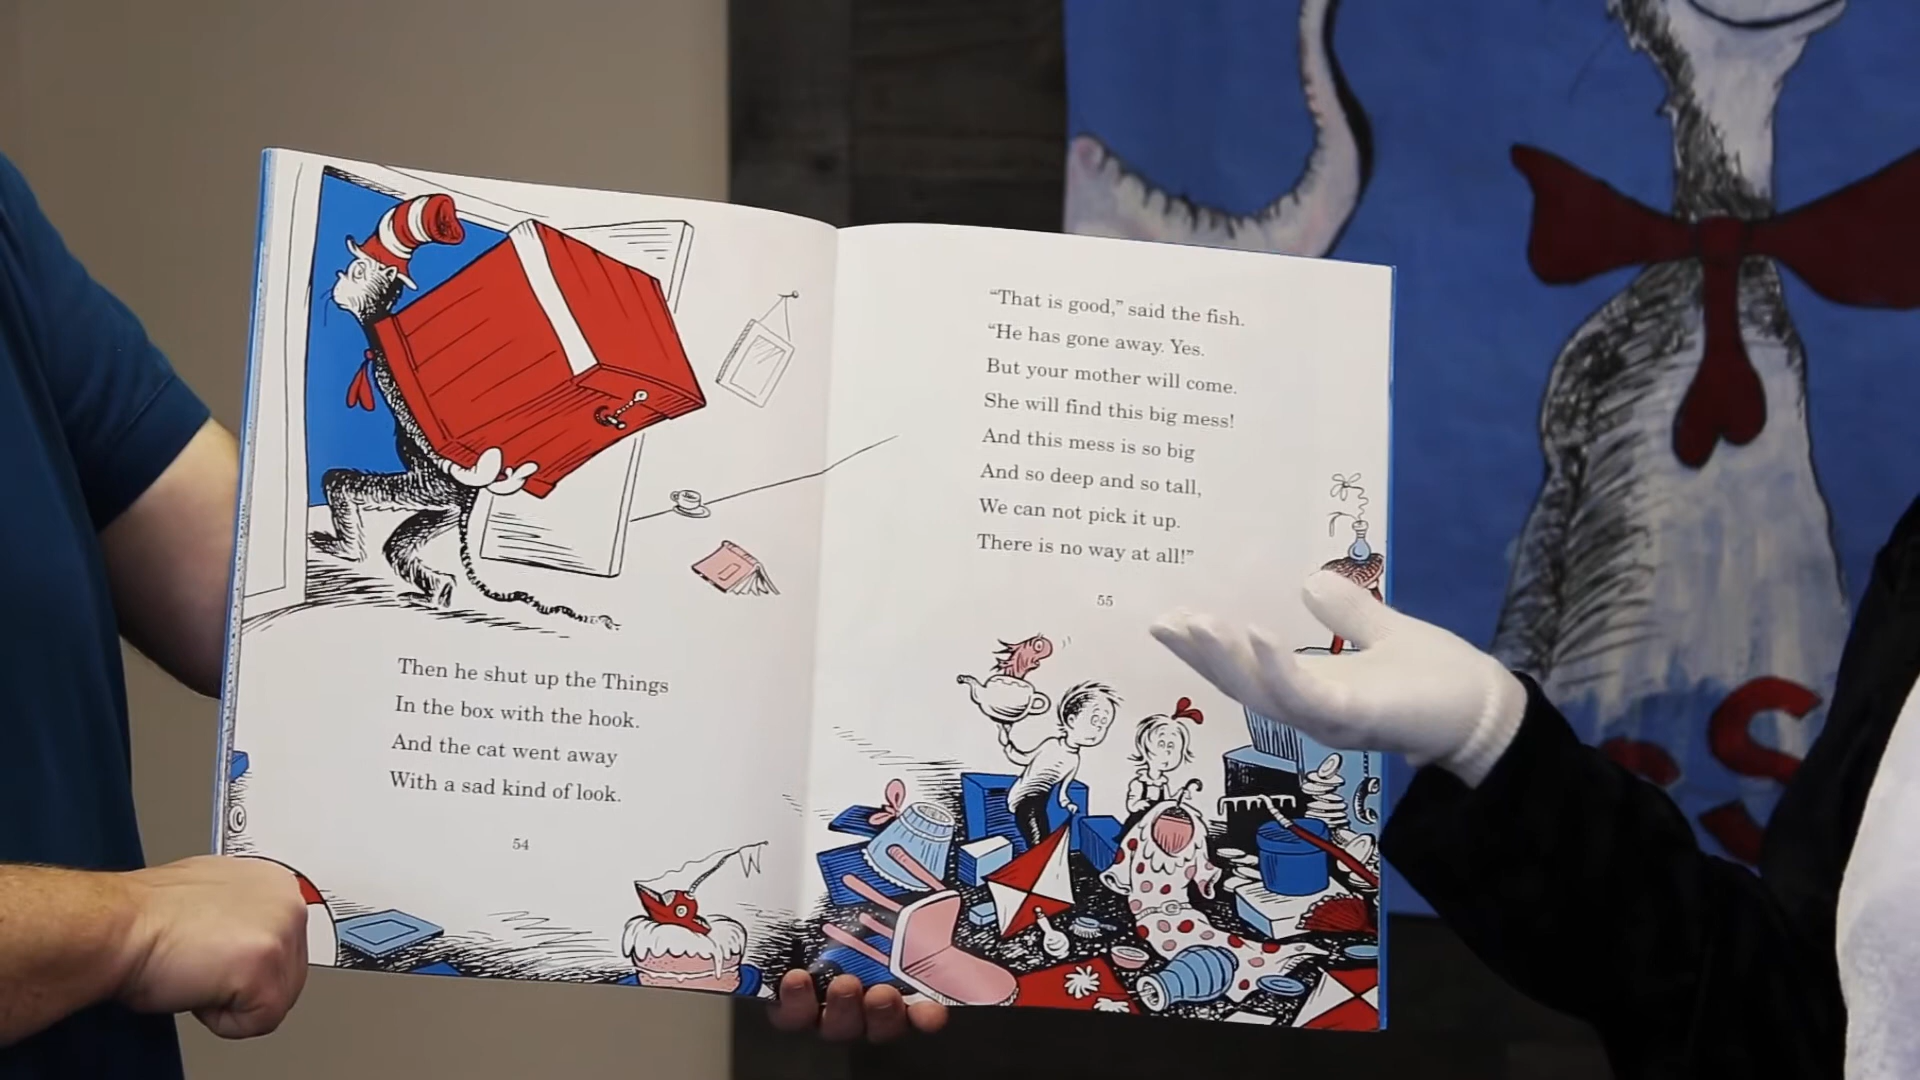 Then he shut up the Things
In the box with the hook.
And the cat went away
With a sad kind of look.
54
“That is good,” said the fish.
“He has gone away. Yes.
But your mother will come.
She will find this big mess!
And this mess is so big
And so deep and so tall,
We can not pick it up.
There is no way at all!”
55